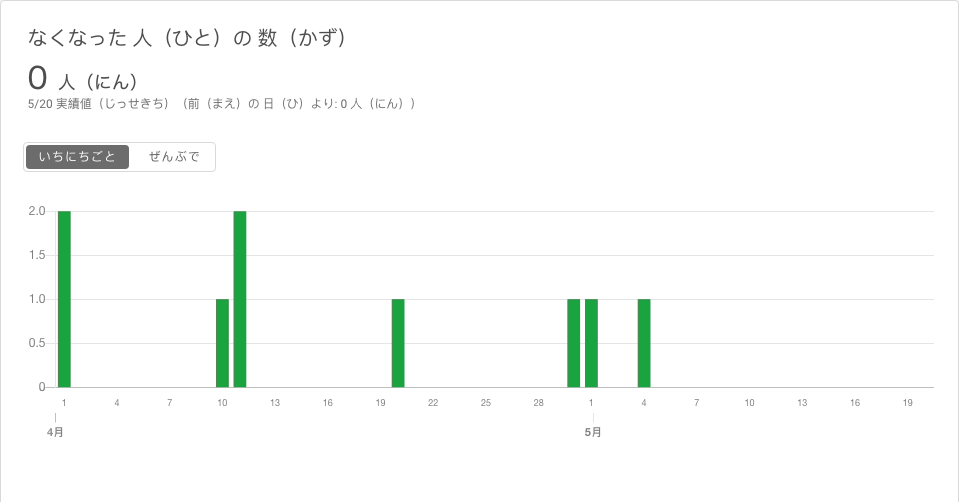 なくなった 人（ひと）の 数（かず）
0 人（にん）
5/20 実績値（じっせきち）（前（まえ）の 日（ひ）より: 0 人（にん））
いちにちごと ぜんぶで
2.0
1.5
1.0
0.5
0
1 4 7 10 13 16 19 22 25 28 1 4 7 10 13 16 19
4月 5月